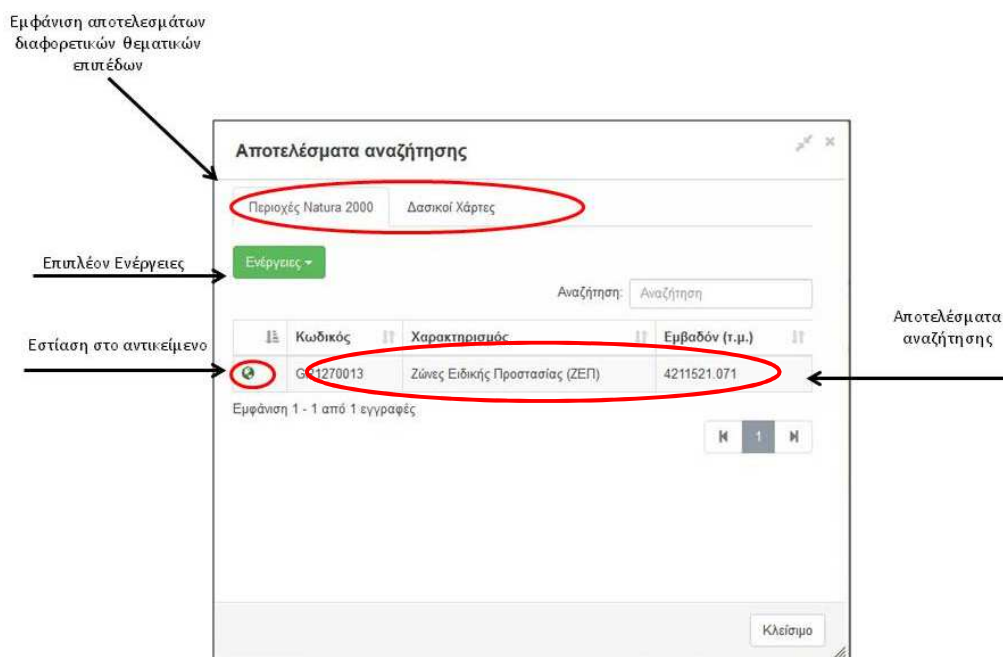 Εμφάνιση αποτελεσμάτων
διαφορετικών θεματικών
επιπέδων
Αποτελέσματα αναζήτησης
Περιοχές Natura 2000 Δασικοί Χάρτες
Επιπλέον Ενέργειες
Ενέργειες
Αναζήτηση: Αναζήτηση
Εστίαση στο αντικείμενο
Κωδικός Χαρακτηρισμός Εμβαδόν (τ.μ.)
GR1270013 Ζώνες Ειδικής Προστασίας (ΖΕΠ) 4211521.071
Αποτελέσματα
αναζήτησης
Εμφάνιση 1 - 1 από 1 εγγραφές
1
Κλείσιμο